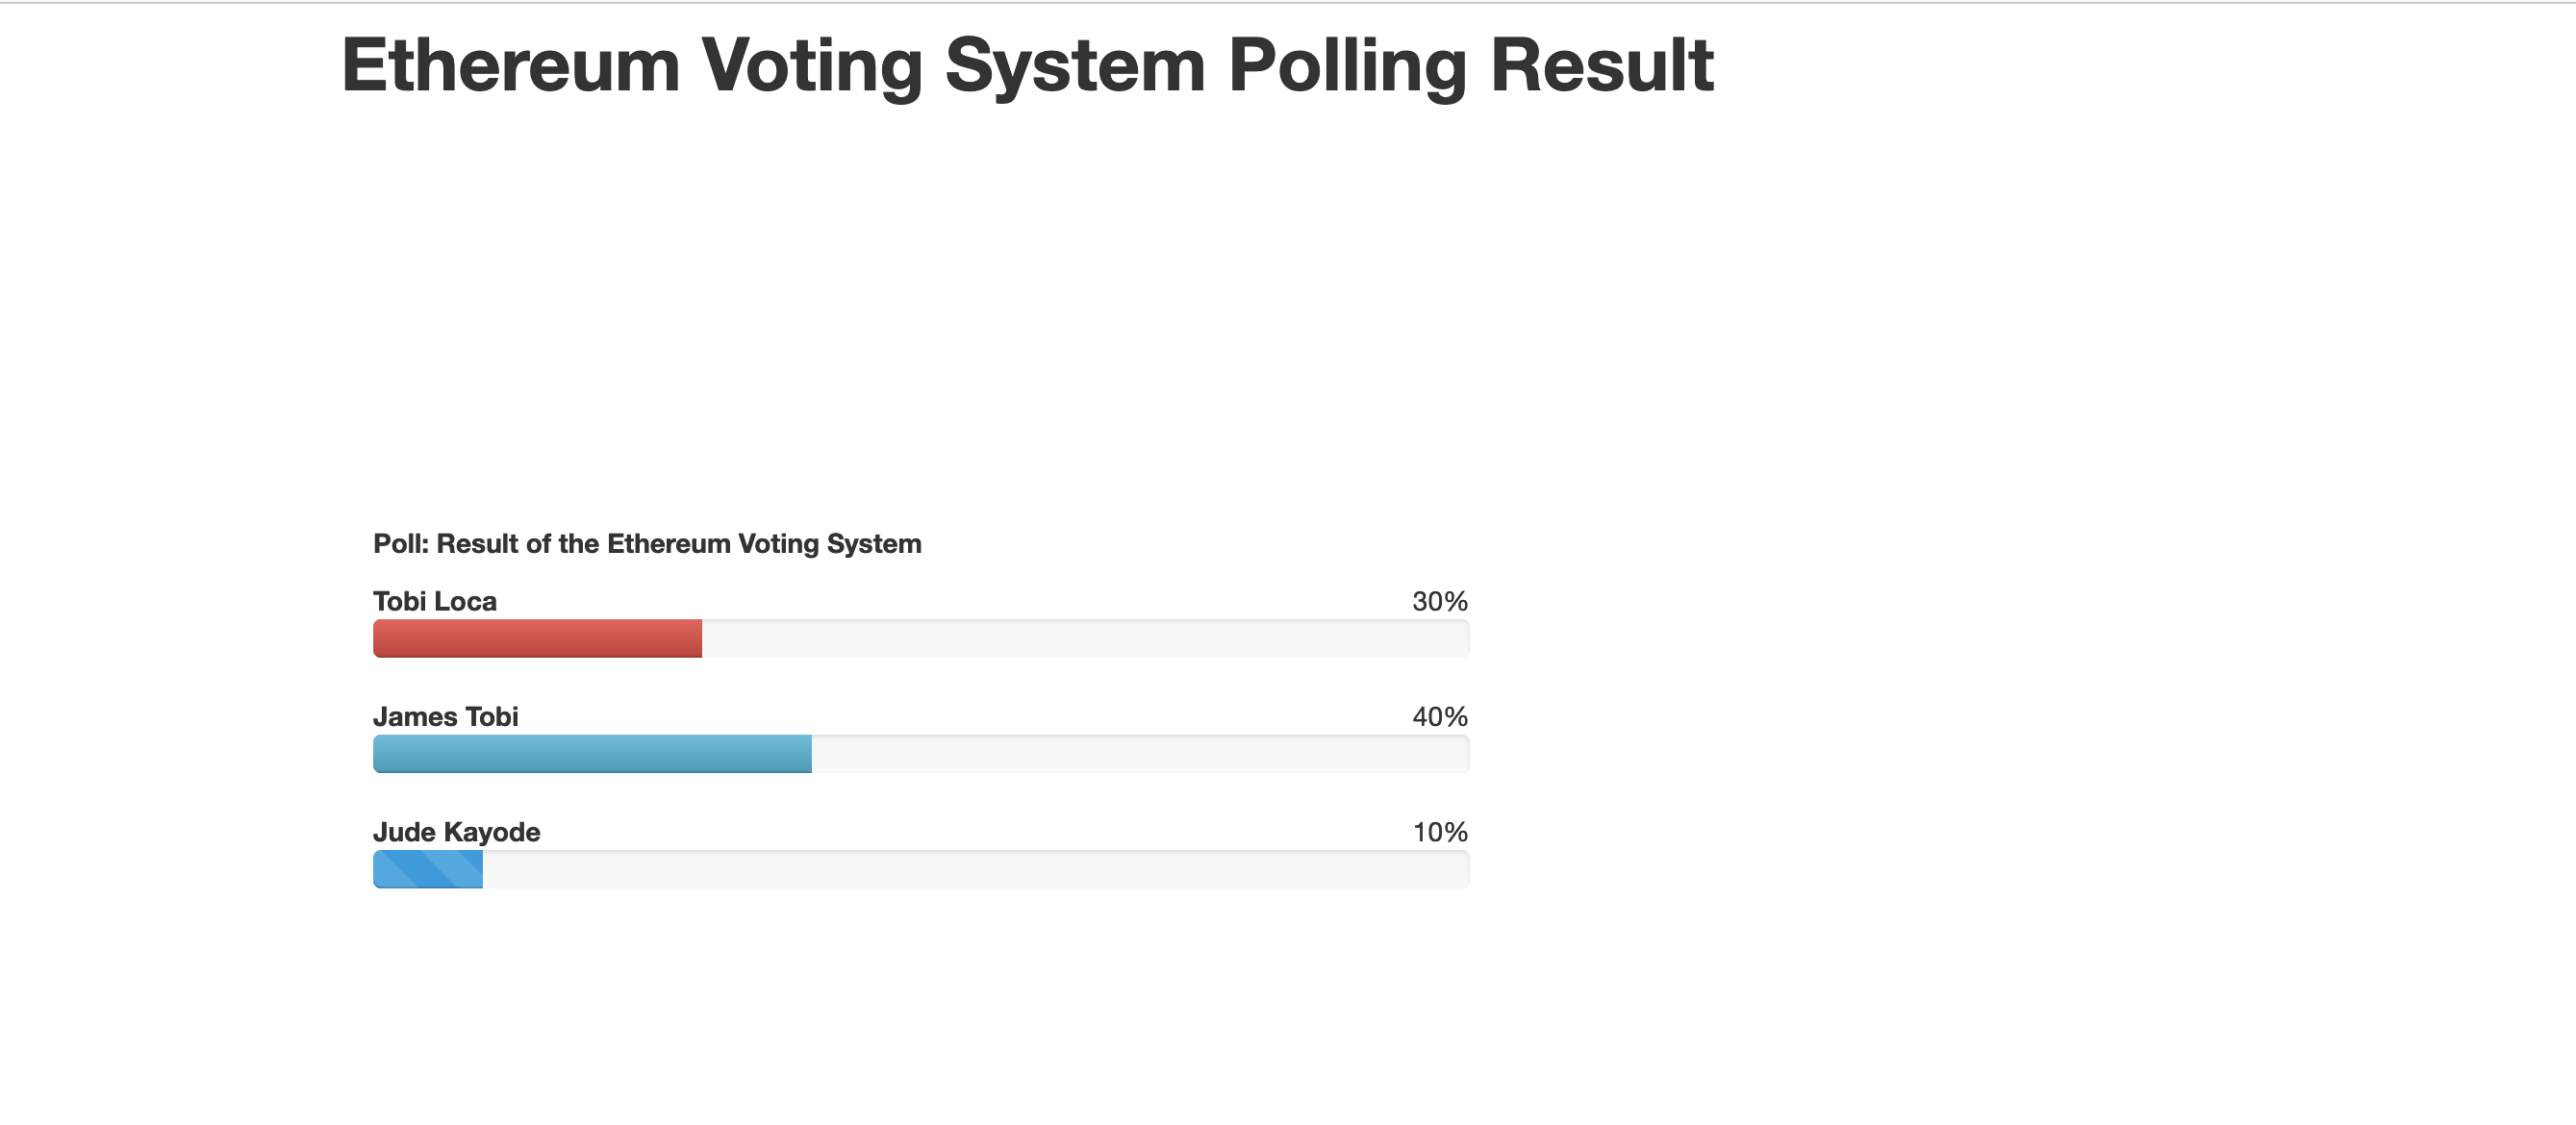 Ethereum Voting System Polling Result
Poll: Result of the Ethereum Voting System
Tobi Loca 30%
James Tobi 40%
Jude Kayode 10%